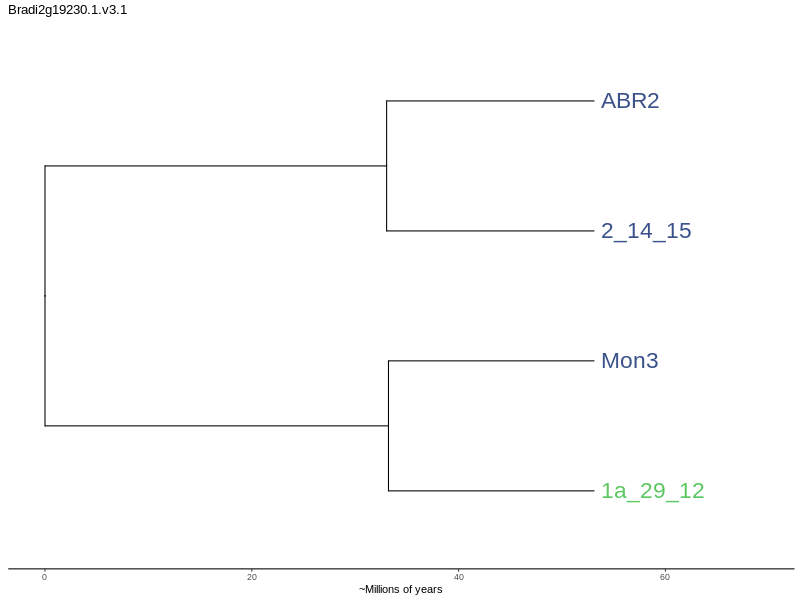 Bradi2g19230.1.v3.1
ABR2
2_14_15
Mon3
1a_29_12
0 20 40 60
~Millions of years